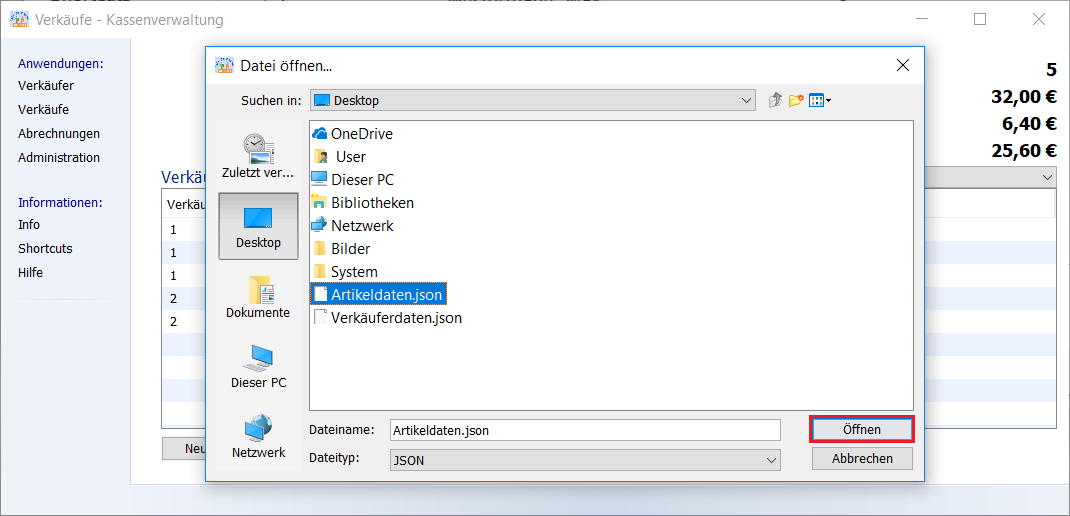 Verkäufe - Kassenverwaltung
Anwendungen:
Verkäufer
Verkäufe
Abrechnungen
Administration
Informationen:
Info
Shortcuts
Hilfe
5
32,00 €
6,40 €
25,60 €
Verkäu
Verkäu
1
1
1
2
2
Neu
Datei öffnen...
Suchen in:
Desktop
Zuletzt ver...
Desktop
Dokumente
Dieser PC
Netzwerk
OneDrive
User
Dieser PC
Bibliotheken
Netzwerk
Bilder
System
Artikeldaten.json
Verkäuferdaten.json
Dateiname:
Artikeldaten.json
Öffnen
Dateityp:
JSON
Abbrechen